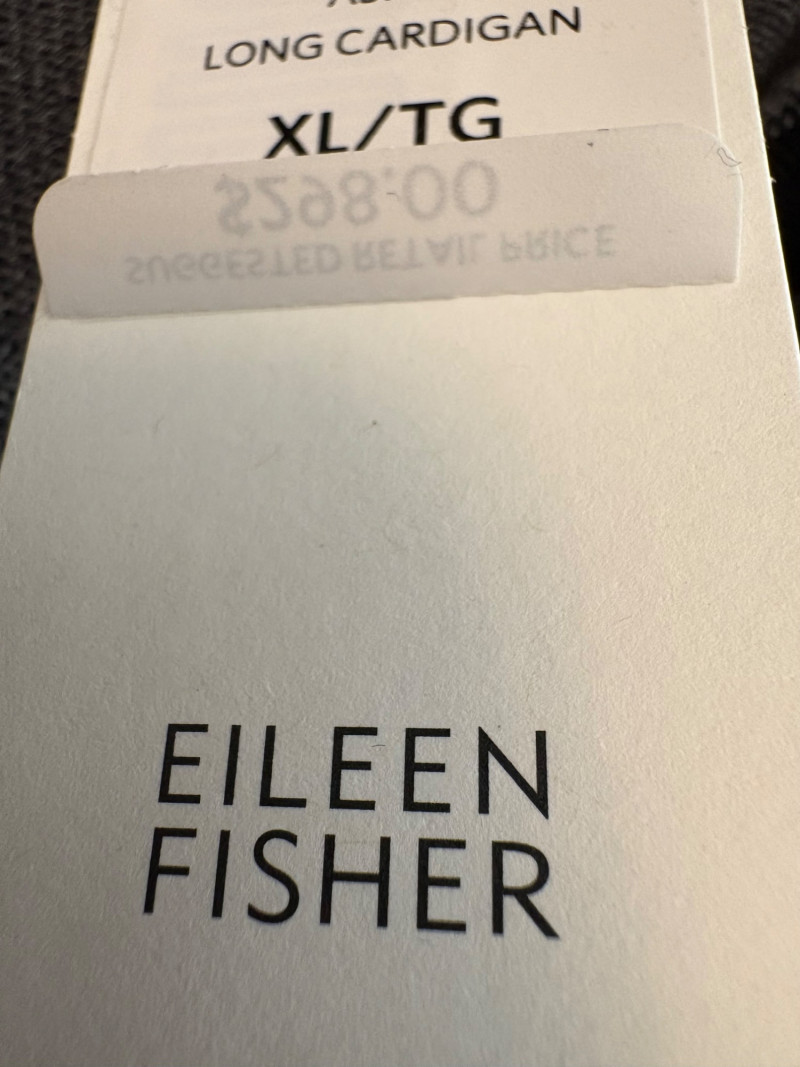 LONG CARDIGAN
XL/TG
$298.00
SUGGESTED RETAIL PRICE
EILEEN
FISHER